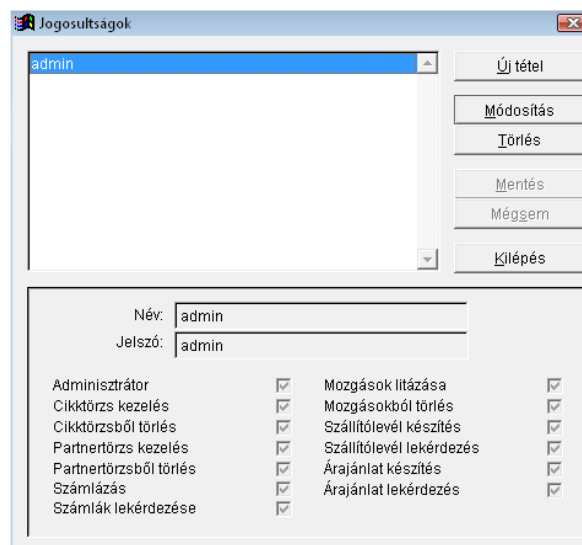 Jogosultságok
admin
Új tétel
Módosítás
Törlés
Mentés
Mégsem
Kilépés
Név: admin
Jelszó: admin
Adminisztrátor
Cikktörzs kezelés
Cikktörzsből törlés
Partnertörzs kezelés
Partnertörzsből törlés
Számlázás
Számlák lekérdezése
Mozgások litázása
Mozgásokból törlés
Szállítólevél készítés
Szállítólevél lekérdezés
Árajánlat készítés
Árajánlat lekérdezés